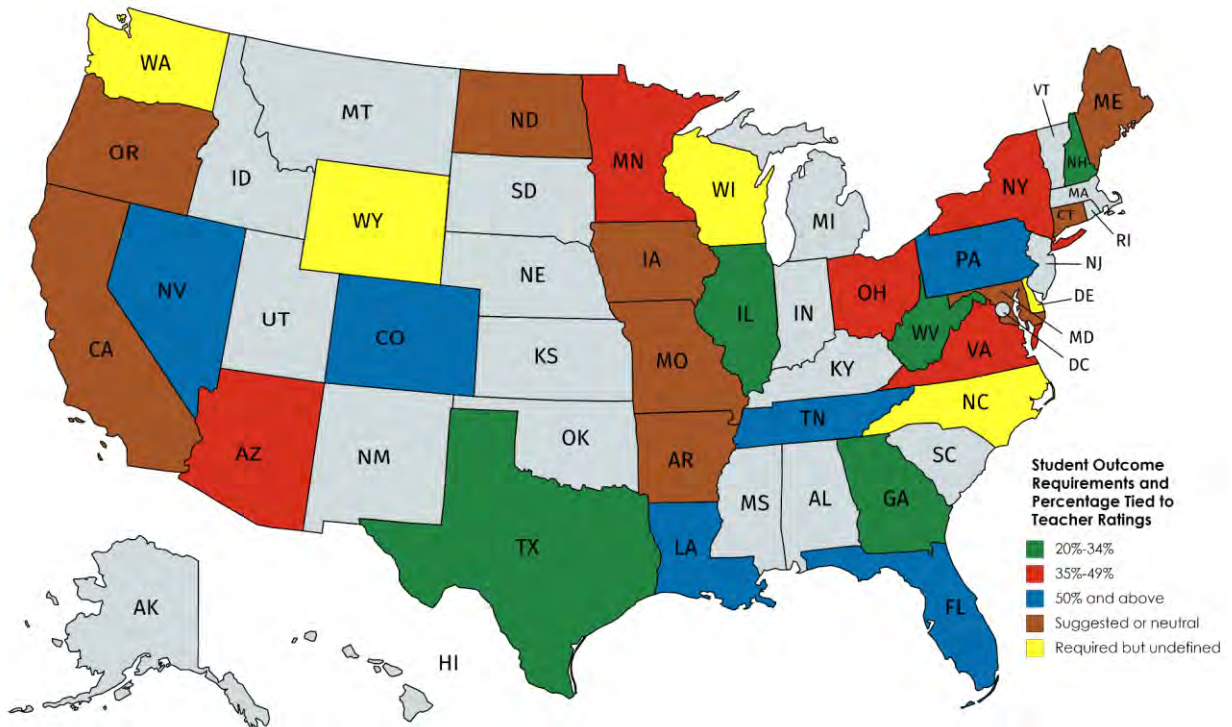 WA
MT
ND
MN
VT
ME
OR
ID
SD
WI
NY
NH
MA
CT
RI
WY
MI
IA
NE
PA
NJ
NV
OH
DE
UT
IL
IN
CO
WV
MD
CA
KS
MO
VA
KY
DC
NC
TN
AZ
OK
NM
AR
SC
MS
AL
GA
TX
LA
FL
AK
HI
Student Outcome
Requirements and
Percentage Tied to
Teacher Ratings
20%-34%
35%-49%
50% and above
Suggested or neutral
Required but undefined